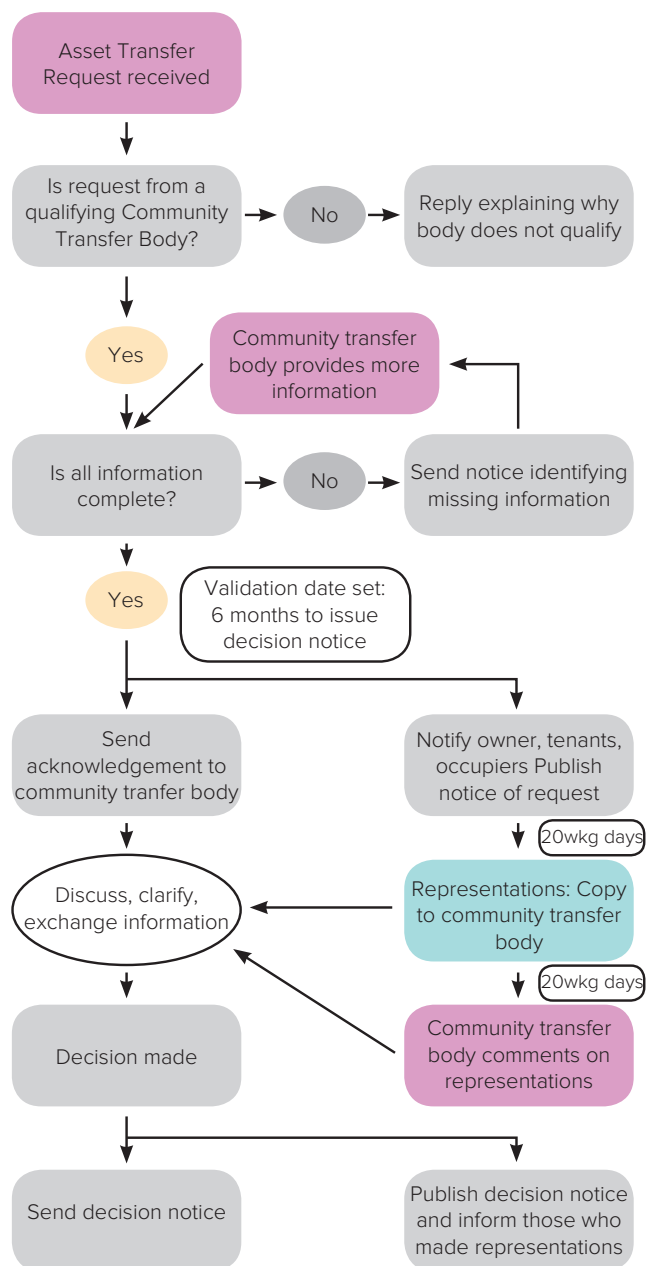 Asset Transfer
Request received
Is request from a
qualifying Community
Transfer Body?
No
Reply explaining why
body does not qualify
Yes
Community transfer
body provides more
information
Is all information
complete?
No
Send notice identifying
missing information
Yes
Validation date set:
6 months to issue
decision notice
Send
acknowledgement to
community tranfer body
Notify owner, tenants,
occupiers Publish
notice of request
20wkg days
Discuss, clarify,
exchange information
Representations: Copy
to community transfer
body
20wkg days
Decision made
Community transfer
body comments on
representations
Send decision notice
Publish decision notice
and inform those who
made representations